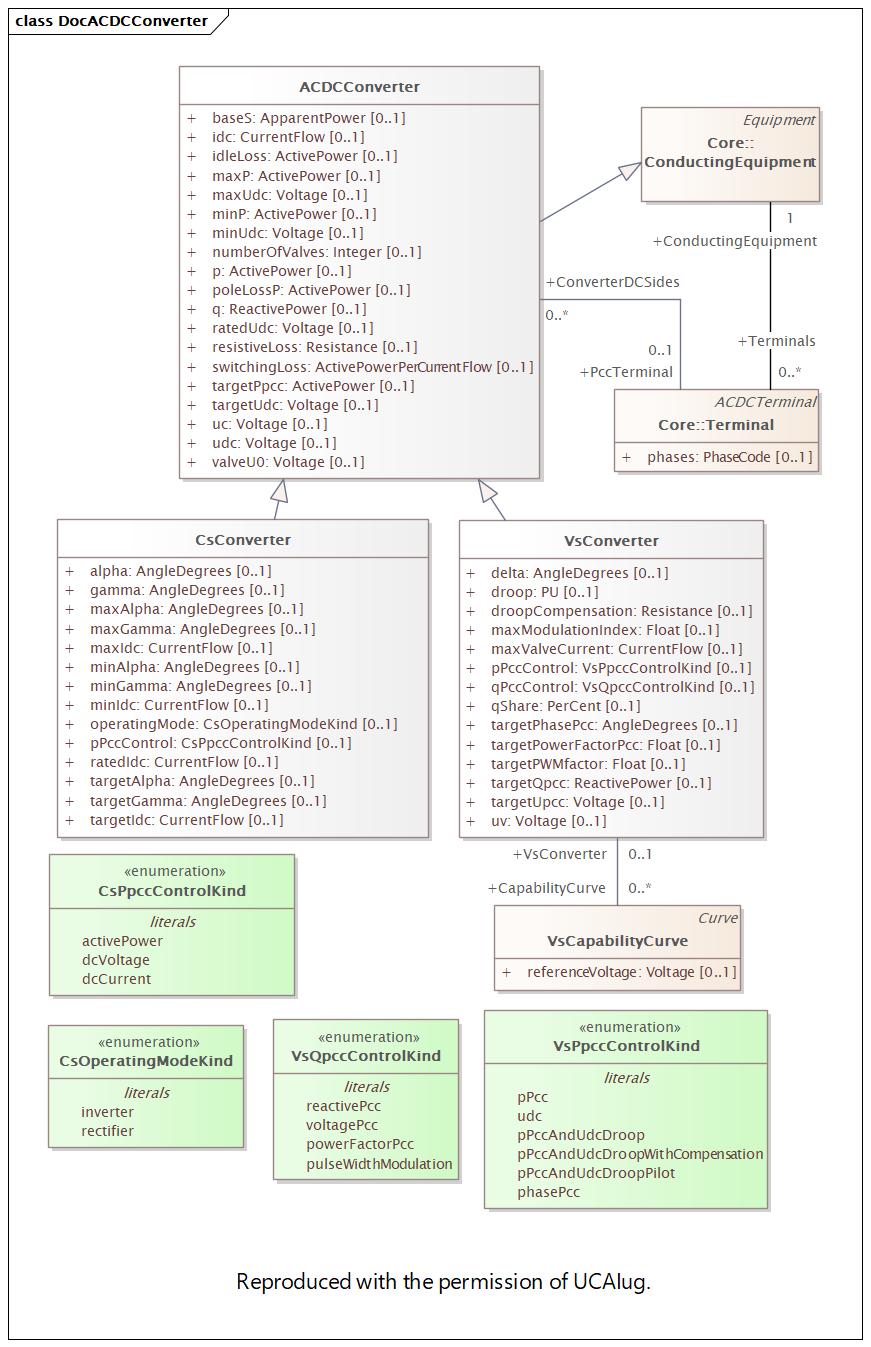 class DocACDCConverter
ACDCConverter
+ baseS: ApparentPower [0..1]
+ idc: CurrentFlow [0..1]
+ idleLoss: ActivePower [0..1]
+ maxP: ActivePower [0..1]
+ maxUdc: Voltage [0..1]
+ minP: ActivePower [0..1]
+ minUdc: Voltage [0..1]
+ numberOfValves: Integer [0..1]
+ p: ActivePower [0..1]
+ poleLossP: ActivePower [0..1]
+ q: ReactivePower [0..1]
+ ratedUdc: Voltage [0..1]
+ resistiveLoss: Resistance [0..1]
+ switchingLoss: ActivePowerPerCurrentFlow [0..1]
+ targetPpcc: ActivePower [0..1]
+ targetUdc: Voltage [0..1]
+ uc: Voltage [0..1]
+ udc: Voltage [0..1]
+ valveU0: Voltage [0..1]
Equipment
Core::
ConductingEquipment
1
+ConductingEquipment
+ConverterDCSides
0..*
0..1
+PccTerminal
+Terminals
0..*
ACDCTerminal
Core::Terminal
+ phases: PhaseCode [0..1]
CsConverter
+ alpha: AngleDegrees [0..1]
+ gamma: AngleDegrees [0..1]
+ maxAlpha: AngleDegrees [0..1]
+ maxGamma: AngleDegrees [0..1]
+ maxIdc: CurrentFlow [0..1]
+ minAlpha: AngleDegrees [0..1]
+ minGamma: AngleDegrees [0..1]
+ minIdc: CurrentFlow [0..1]
+ operatingMode: CsOperatingModeKind [0..1]
+ pPccControl: CsPpccControlKind [0..1]
+ ratedIdc: CurrentFlow [0..1]
+ targetAlpha: AngleDegrees [0..1]
+ targetGamma: AngleDegrees [0..1]
+ targetIdc: CurrentFlow [0..1]
VsConverter
+ delta: AngleDegrees [0..1]
+ droop: PU [0..1]
+ droopCompensation: Resistance [0..1]
+ maxModulationIndex: Float [0..1]
+ maxValveCurrent: CurrentFlow [0..1]
+ pPccControl: VsPpccControlKind [0..1]
+ qPccControl: VsQpccControlKind [0..1]
+ qShare: PerCent [0..1]
+ targetPhasePcc: AngleDegrees [0..1]
+ targetPowerFactorPcc: Float [0..1]
+ targetPWMfactor: Float [0..1]
+ targetQpcc: ReactivePower [0..1]
+ targetUpcc: Voltage [0..1]
+ uv: Voltage [0..1]
+VsConverter 0..1
+CapabilityCurve 0..*
Curve
VsCapabilityCurve
+ referenceVoltage: Voltage [0..1]
«enumeration»
CsPpccControlKind
literals
activePower
dcVoltage
dcCurrent
«enumeration»
CsOperatingModeKind
literals
inverter
rectifier
«enumeration»
VsQpccControlKind
literals
reactivePcc
voltagePcc
powerFactorPcc
pulseWidthModulation
«enumeration»
VsPpccControlKind
literals
pPcc
udc
pPccAndUdcDroop
pPccAndUdcDroopWithCompensation
pPccAndUdcDroopPilot
phasePcc
Reproduced with the permission of UCAIug.